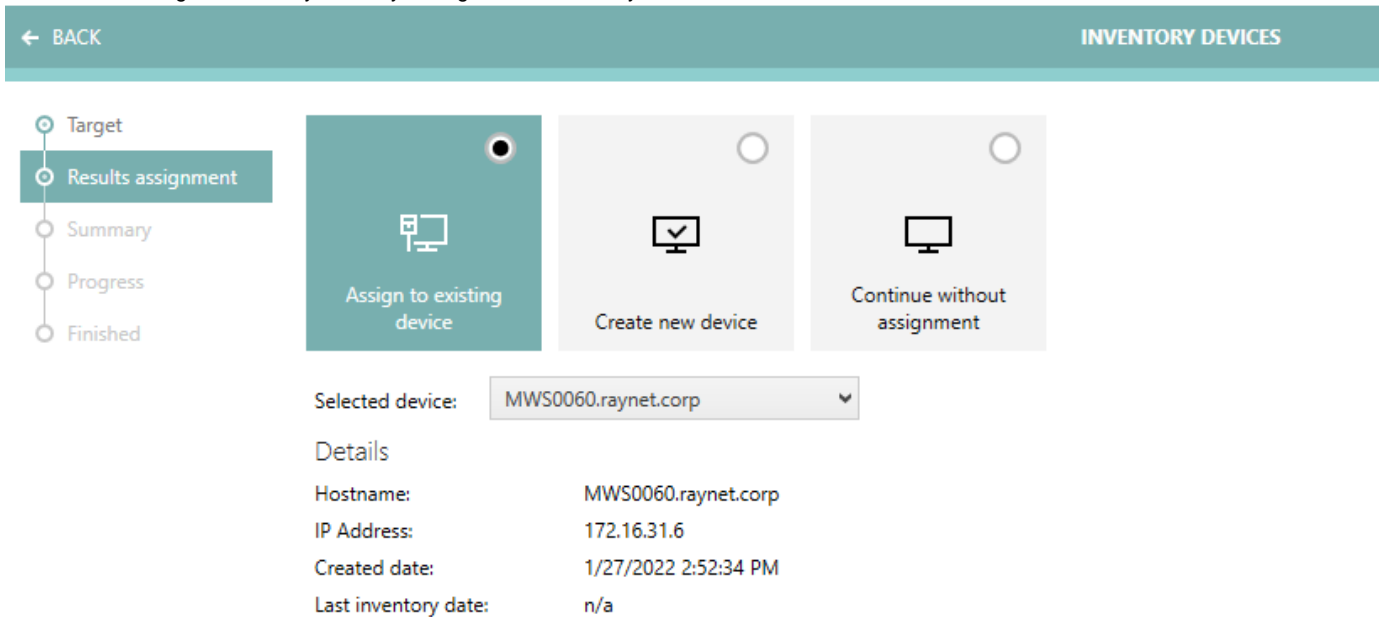 ← BACK
INVENTORY DEVICES
Target
Results assignment
Summary
Progress
Finished
Assign to existing
device
Create new device
Continue without
assignment
Selected device: MWS0060.raynet.corp
Details
Hostname: MWS0060.raynet.corp
IP Address: 172.16.31.6
Created date: 1/27/2022 2:52:34 PM
Last inventory date: n/a